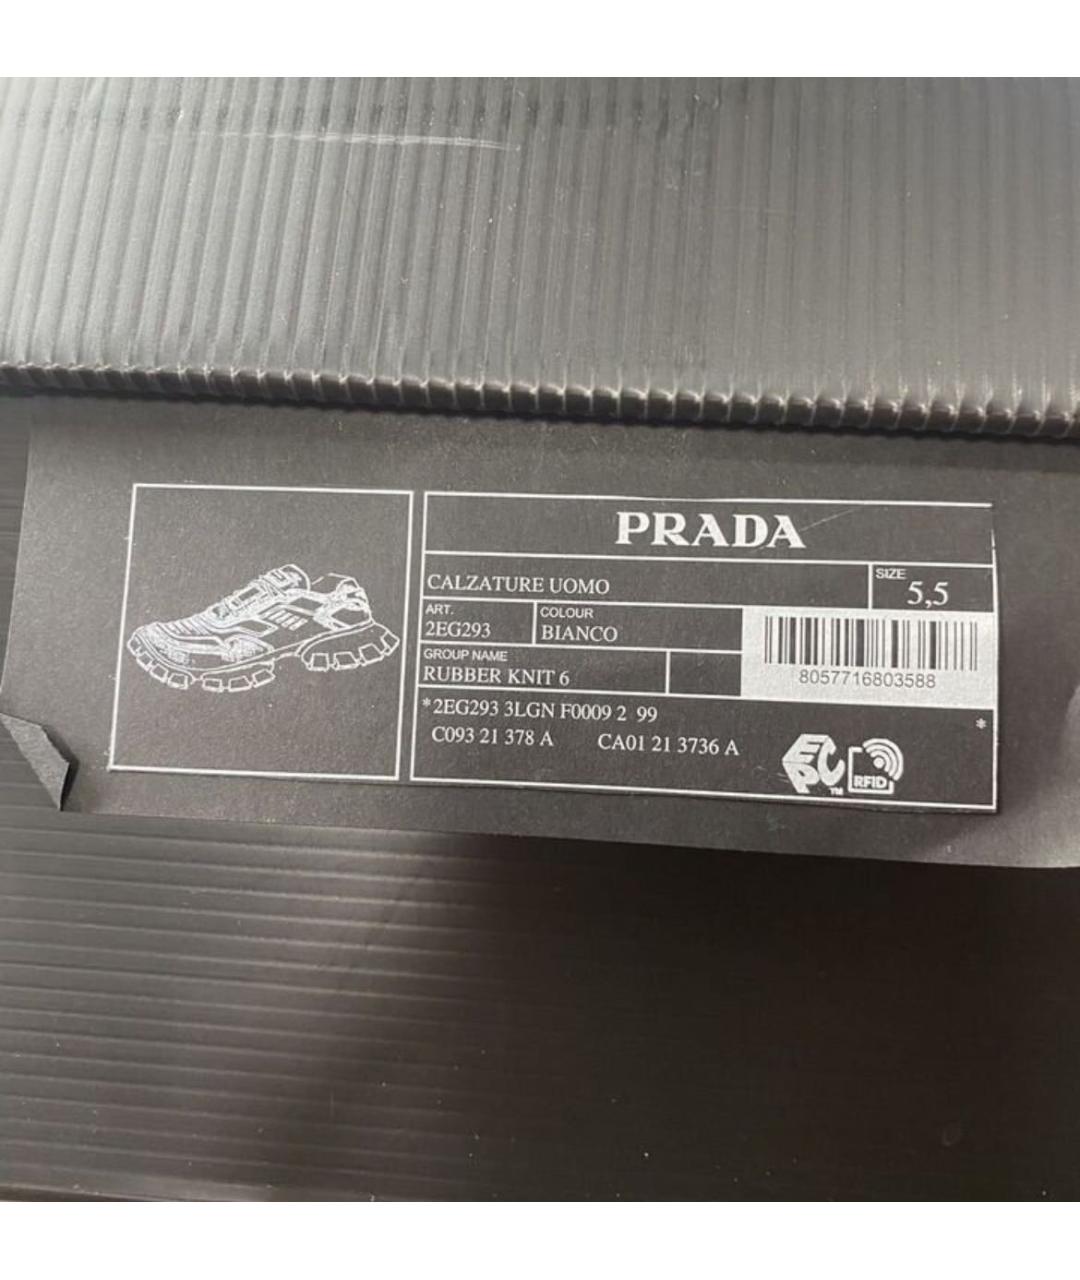 PRADA
CALZATURE UOMO
SIZE
5,5
ART.
2EG293
COLOUR
BIANCO
GROUP NAME
RUBBER KNIT 6
8057716803588
*2EG293 3LGN F0009 2 99 *
C093 21 378 A CA01 21 3736 A
EPC™ RFID